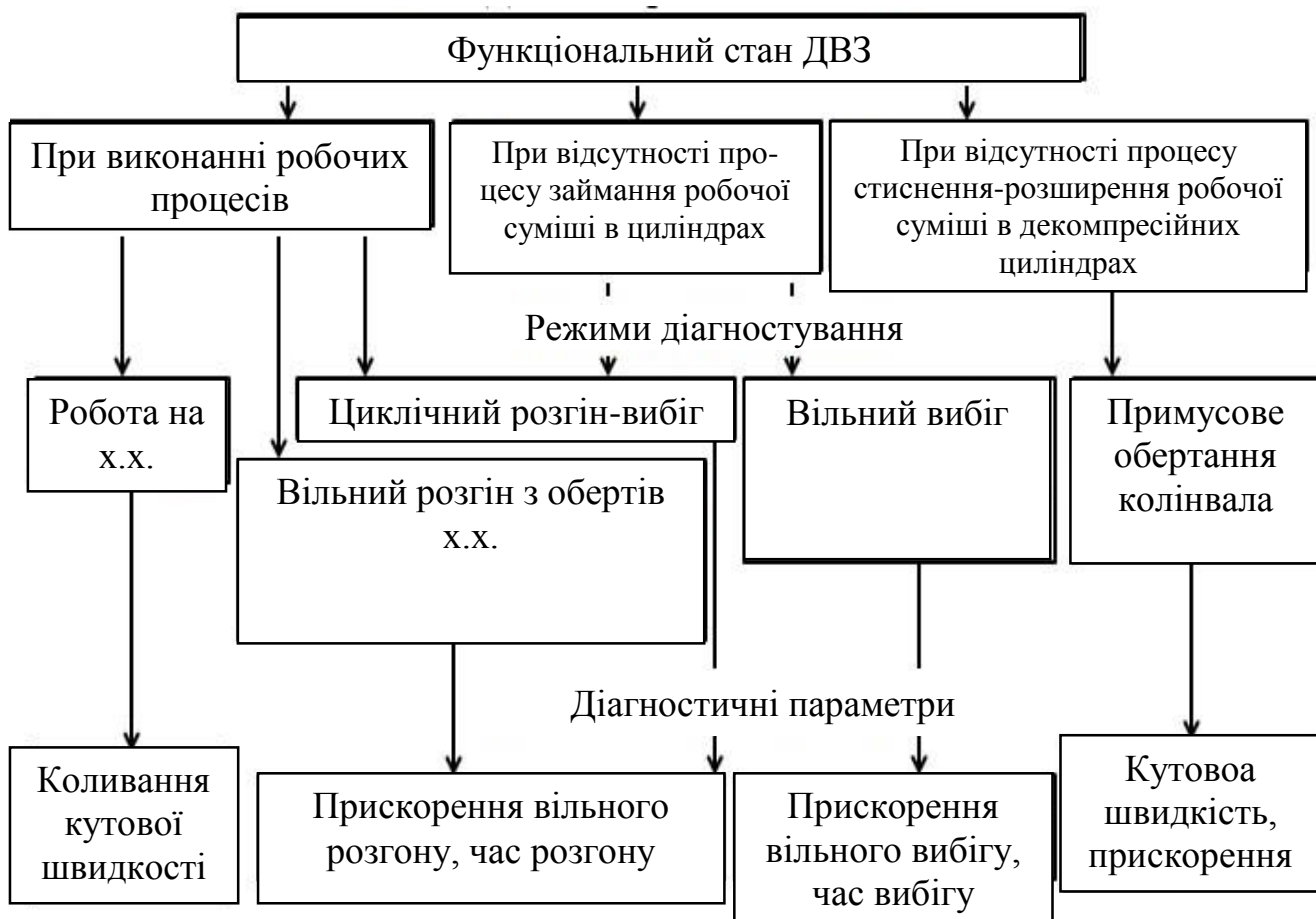 Функціональний стан ДВЗ
При виконанні робочих
процесів
При відсутності про-
цесу займання робочої
суміші в циліндрах
При відсутності процесу
стиснення-розширення робочої
суміші в декомпресійних
циліндрах
Режими діагностування
Робота на
х.х.
Циклічний розгін-вибіг
Вільний розгін з обертів
х.х.
Вільний вибіг
Примусове
обертання
колінвала
Діагностичні параметри
Коливання
кутової
швидкості
Прискорення вільного
розгону, час розгону
Прискорення
вільного вибігу,
час вибігу
Кутовоа
швидкість,
прискорення